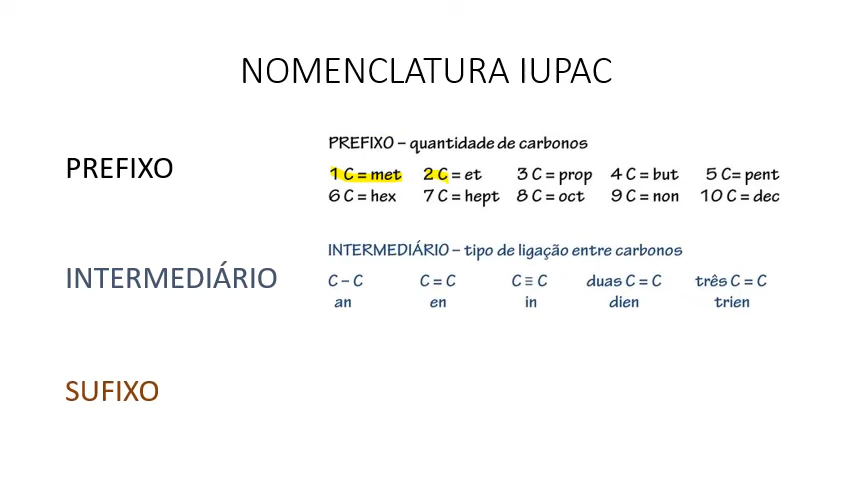 NOMENCLATURA IUPAC
PREFIXO
PREFIXO – quantidade de carbonos
1 C = met 2 C = et 3 C = prop 4 C = but 5 C= pent
6 C = hex 7 C = hept 8 C = oct 9 C = non 10 C = dec
INTERMEDIÁRIO
INTERMEDIÁRIO – tipo de ligação entre carbonos
C – C C = C C ≡ C duas C = C três C = C
an en in dien trien
SUFIXO